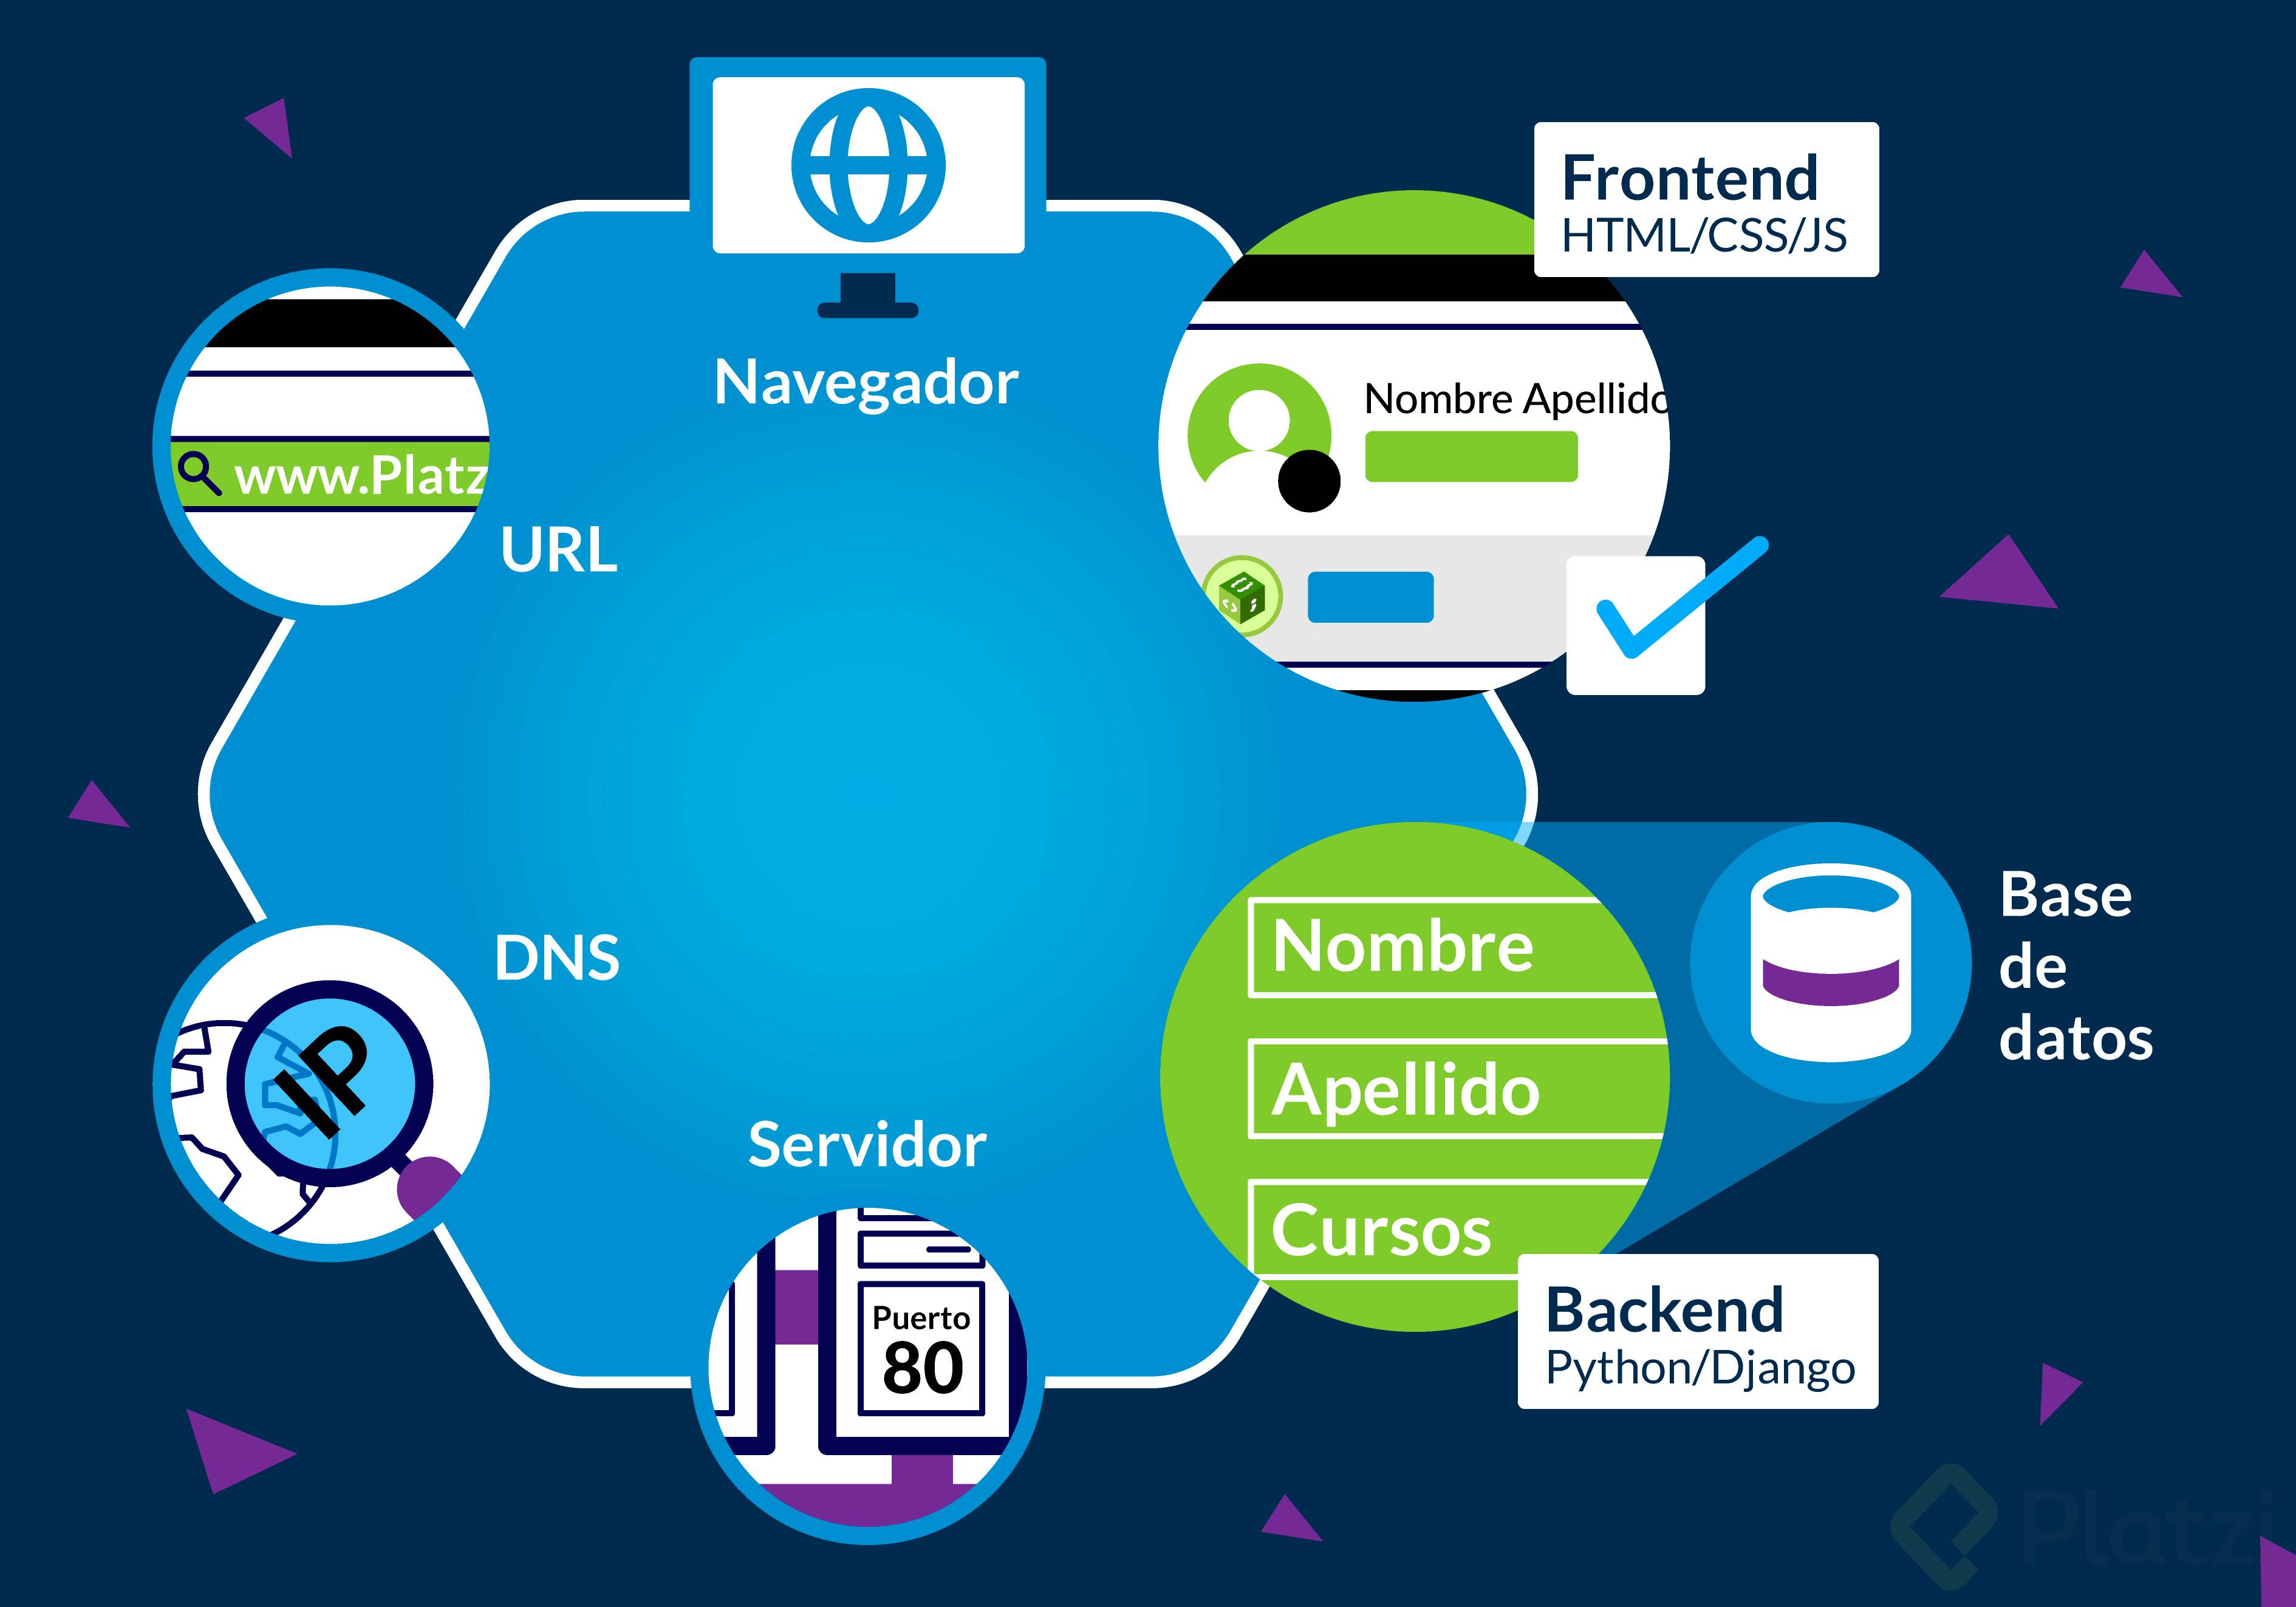 Frontend
HTML/CSS/JS
Navegador
Nombre Apellido
www.Platz
URL
Base
de
datos
Nombre
DNS
IP
Apellido
Servidor
Cursos
Puerto
80
Backend
Python/Django
Platzi